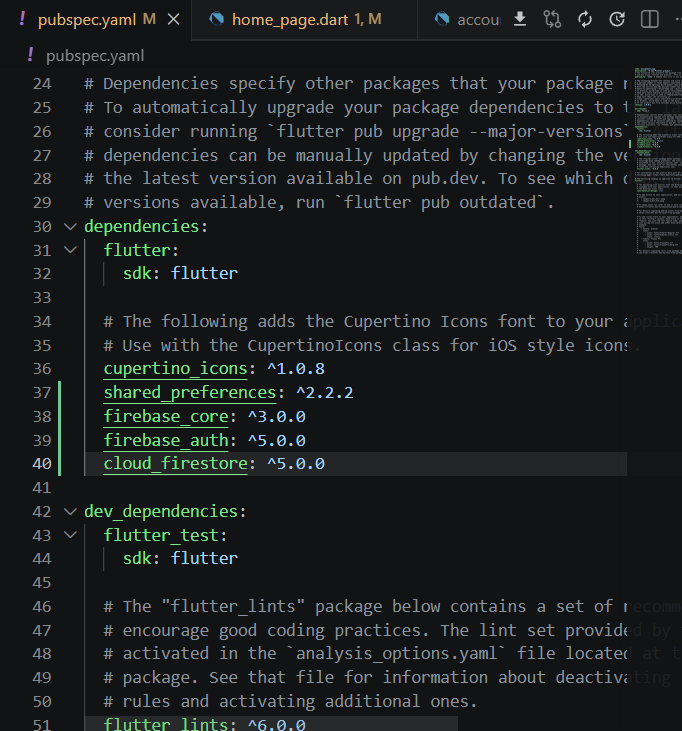 ! pubspec.yaml M × home_page.dart 1, M accou
! pubspec.yaml
24 # Dependencies specify other packages that your package
25 # To automatically upgrade your package dependencies to
26 # consider running `flutter pub upgrade --major-versions`
27 # dependencies can be manually updated by changing the ve
28 # the latest version available on pub.dev. To see which
29 # versions available, run `flutter pub outdated`.
30 dependencies:
31 flutter:
32 sdk: flutter
33
34 # The following adds the Cupertino Icons font to your applic
35 # Use with the CupertinoIcons class for iOS style icons.
36 cupertino_icons: ^1.0.8
37 shared_preferences: ^2.2.2
38 firebase_core: ^3.0.0
39 firebase_auth: ^5.0.0
40 cloud_firestore: ^5.0.0
41
42 dev_dependencies:
43 flutter_test:
44 sdk: flutter
45
46 # The "flutter_lints" package below contains a set of recomm
47 # encourage good coding practices. The lint set provided by
48 # activated in the `analysis_options.yaml` file located at t
49 # package. See that file for information about deactivating
50 # rules and activating additional ones.
51 flutter_lints: ^6.0.0